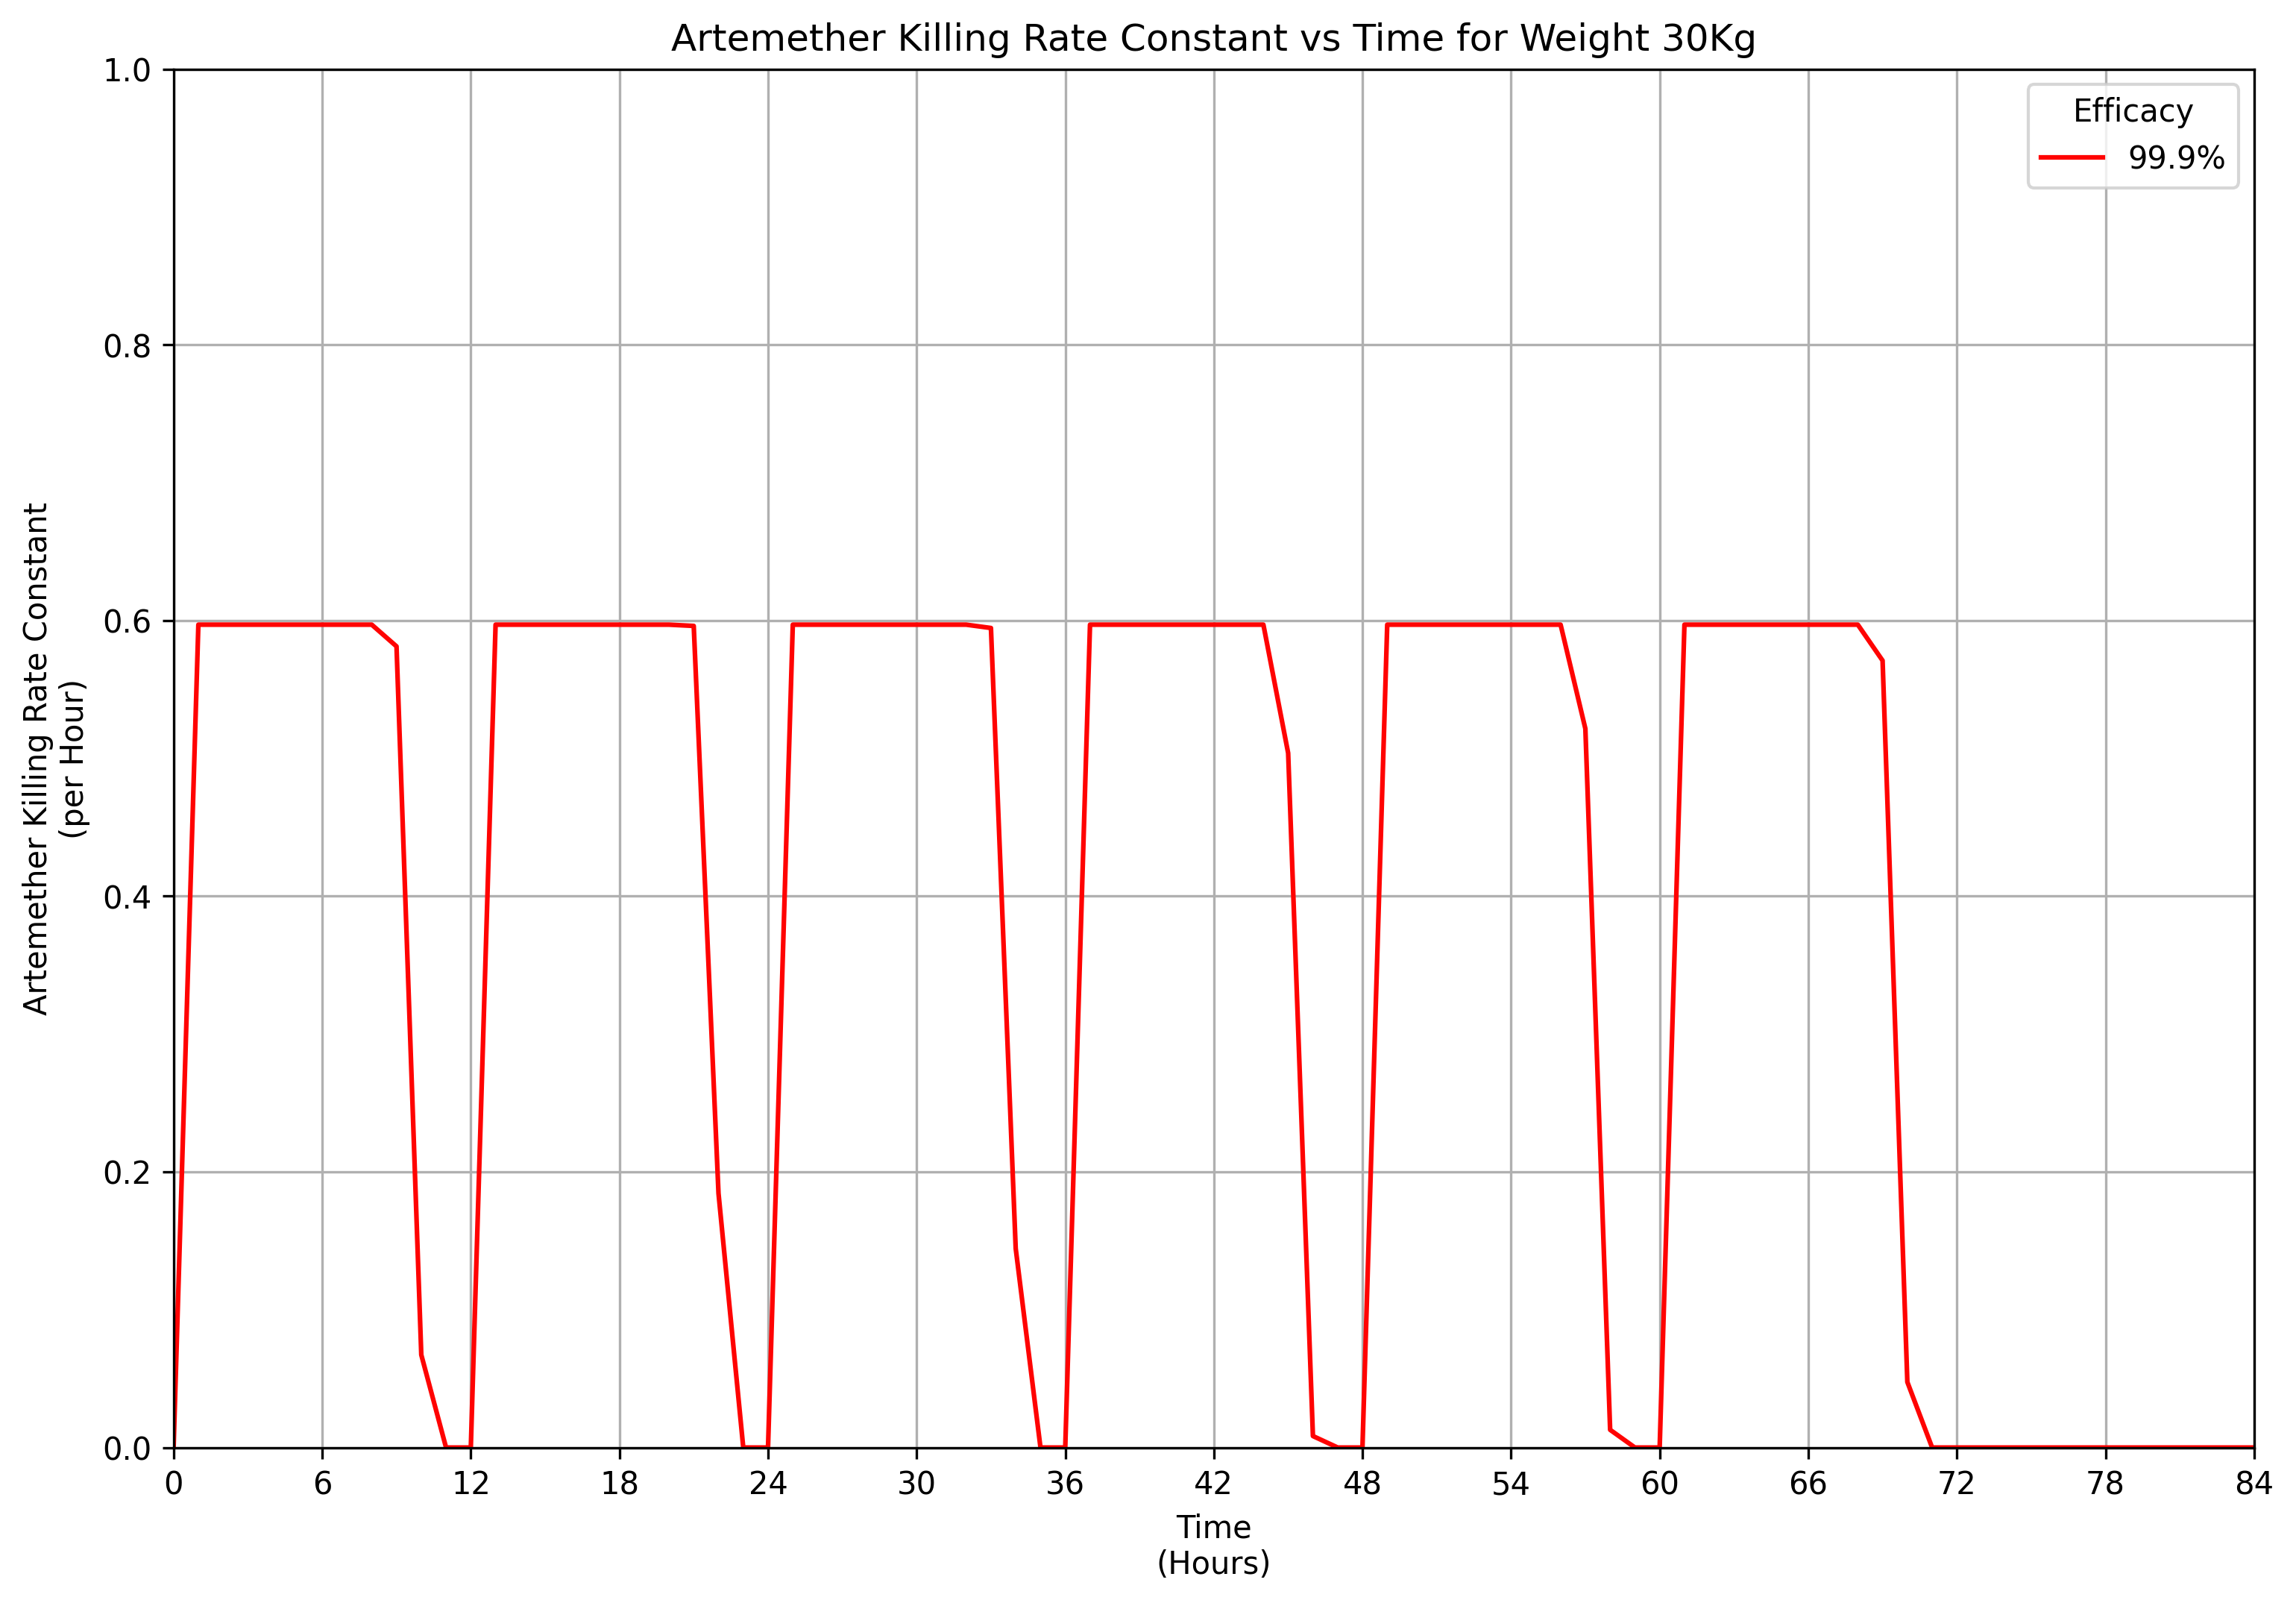 Artemether Killing Rate Constant vs Time for Weight 30Kg
Efficacy
99.9%
Artemether Killing Rate Constant
(per Hour)
1.0
0.8
0.6
0.4
0.2
0.0
0 6 12 18 24 30 36 42 48 54 60 66 72 78 84
Time
(Hours)